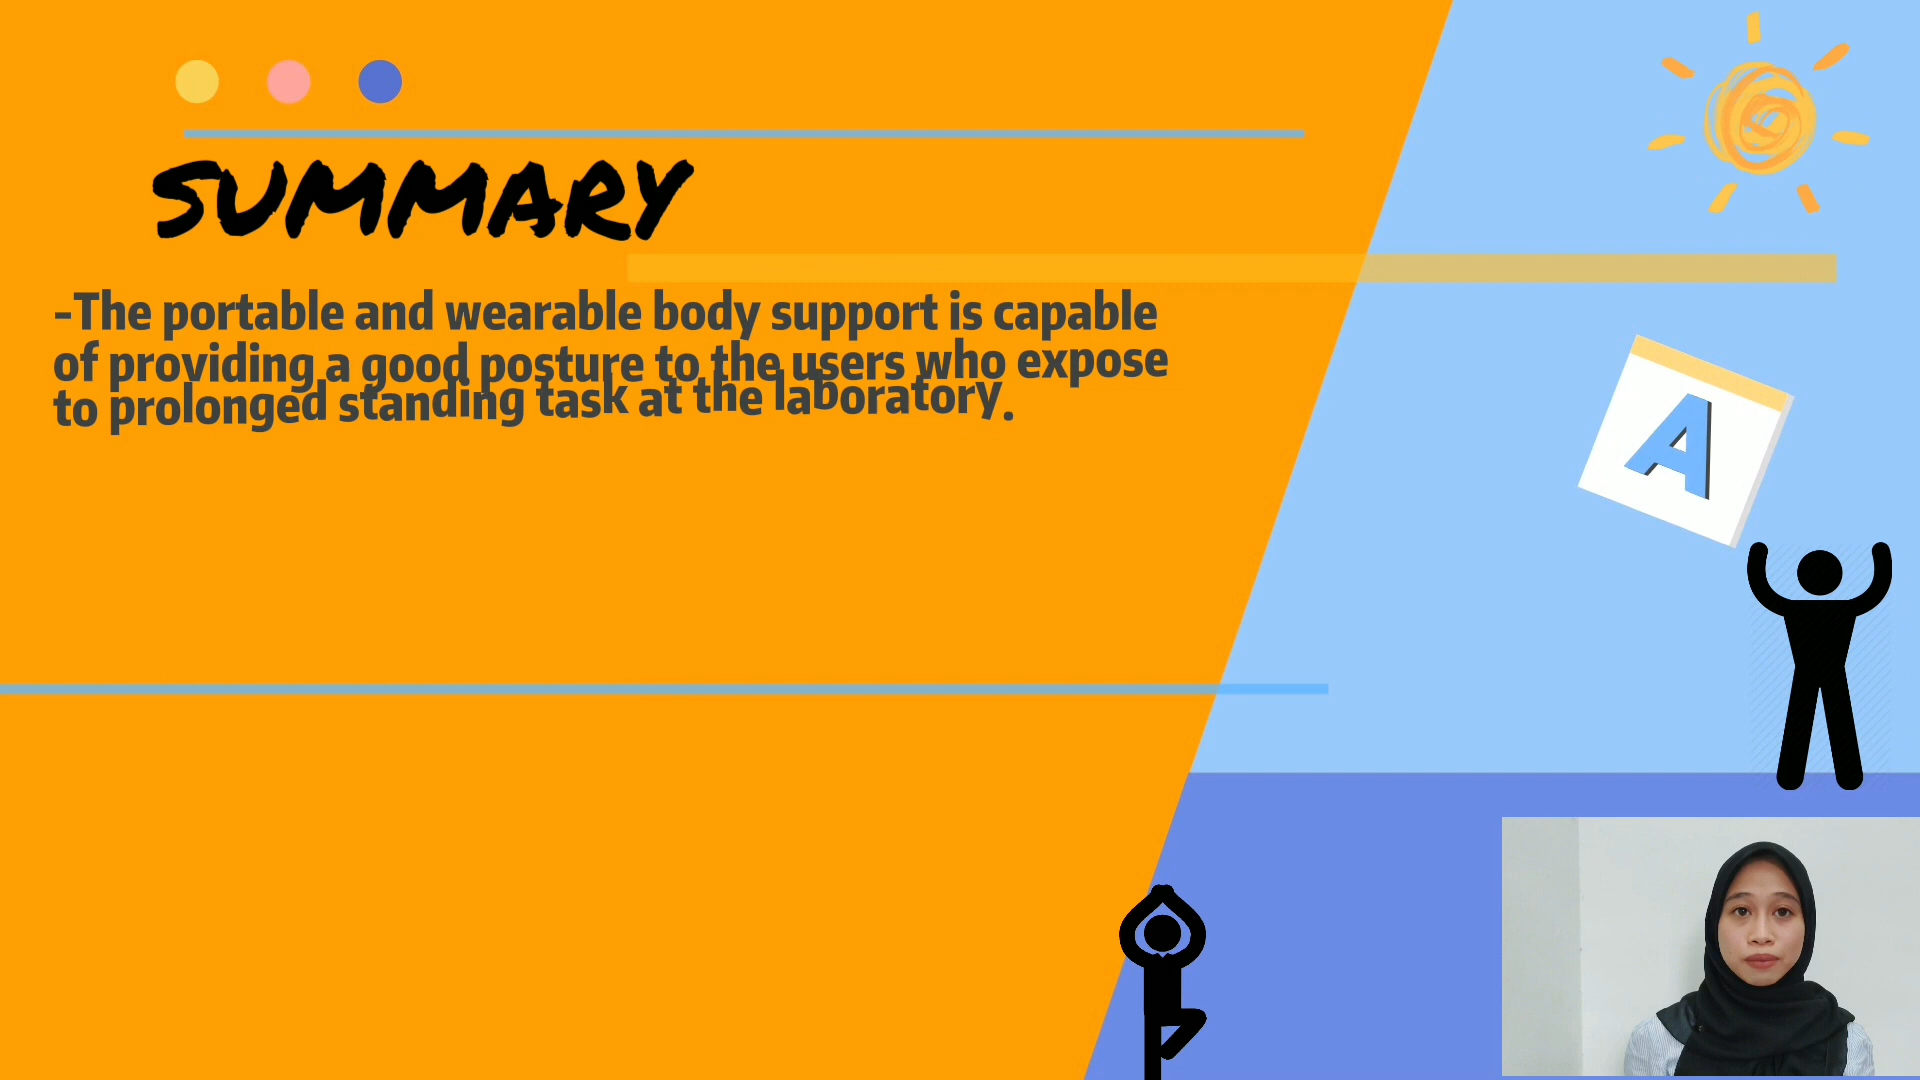 SUMMARY
-The portable and wearable body support is capable
of providing a good posture to the users who expose
to prolonged standing task at the laboratory.
A